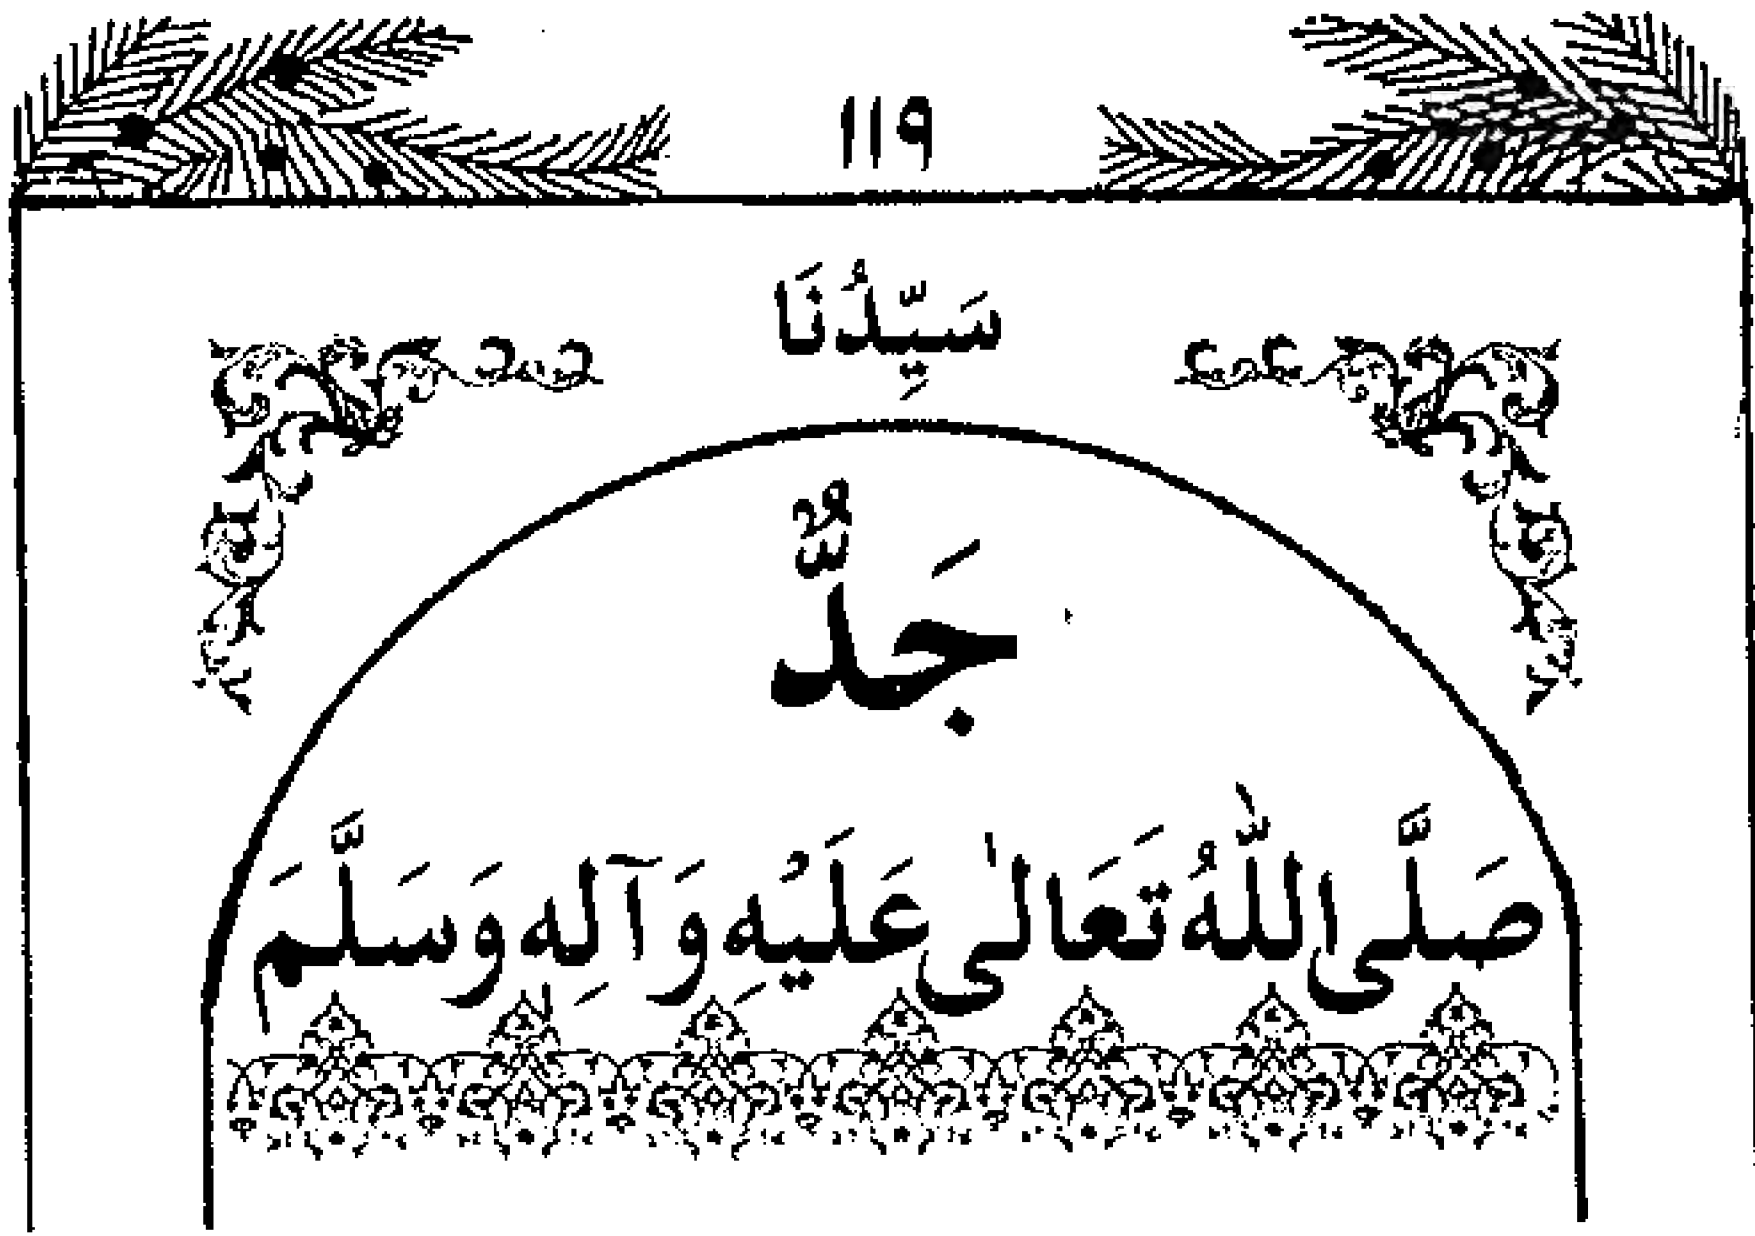 ١١٩
سَيِّدُنَا
جَدٌّ
صَلَّى اللّٰهُ تَعَالٰى عَلَيْهِ وَآلِهٖ وَسَلَّمَ